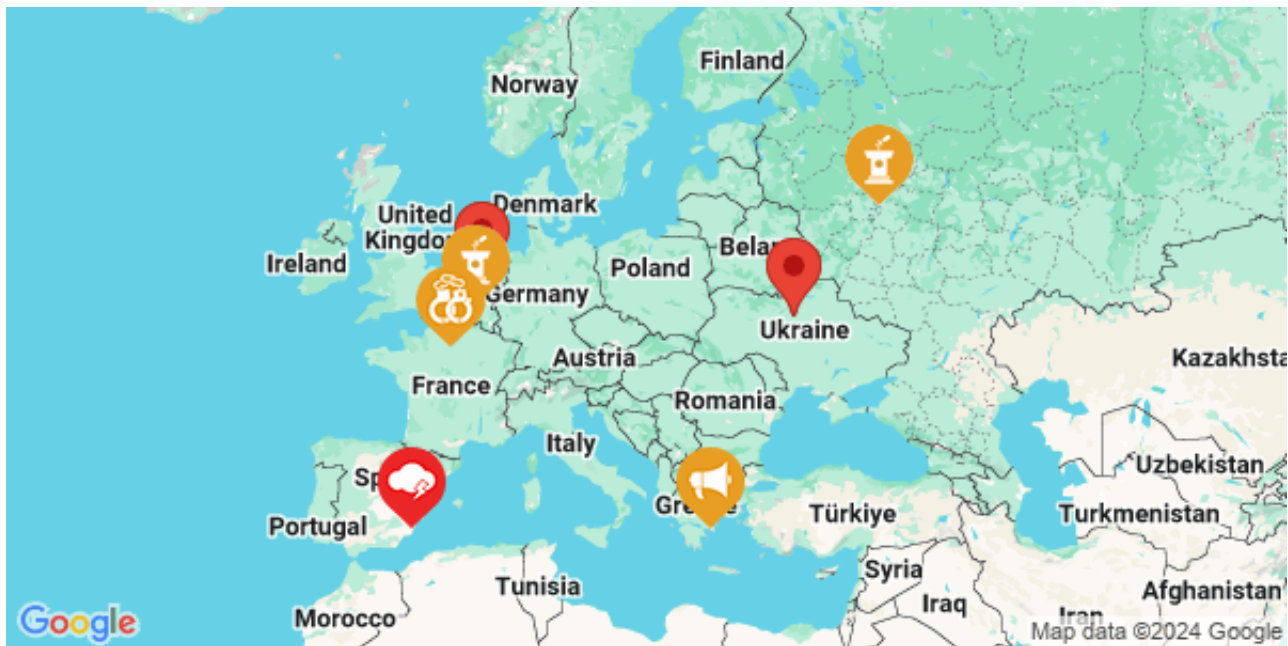 Finland
Norway
Denmark
United
Kingdo
Ireland
Belar
Poland
Germany
Ukraine
Austria
Kazakhsta
France
Romania
Italy
Sp
Uzbekistan
Gre e
Portugal
Türkiye
Turkmenistan
Syria
Tunisia
Afghanistan
Iraq
Iran
Morocco
Google
Map data ©2024 Google